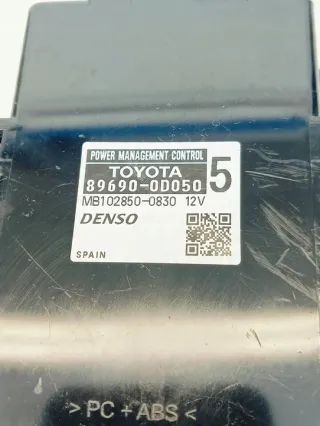 POWER MANAGEMENT CONTROL
TOYOTA 5
89690-0D050
MB102850-0830 12V
DENSO
SPAIN
>PC+ABS<